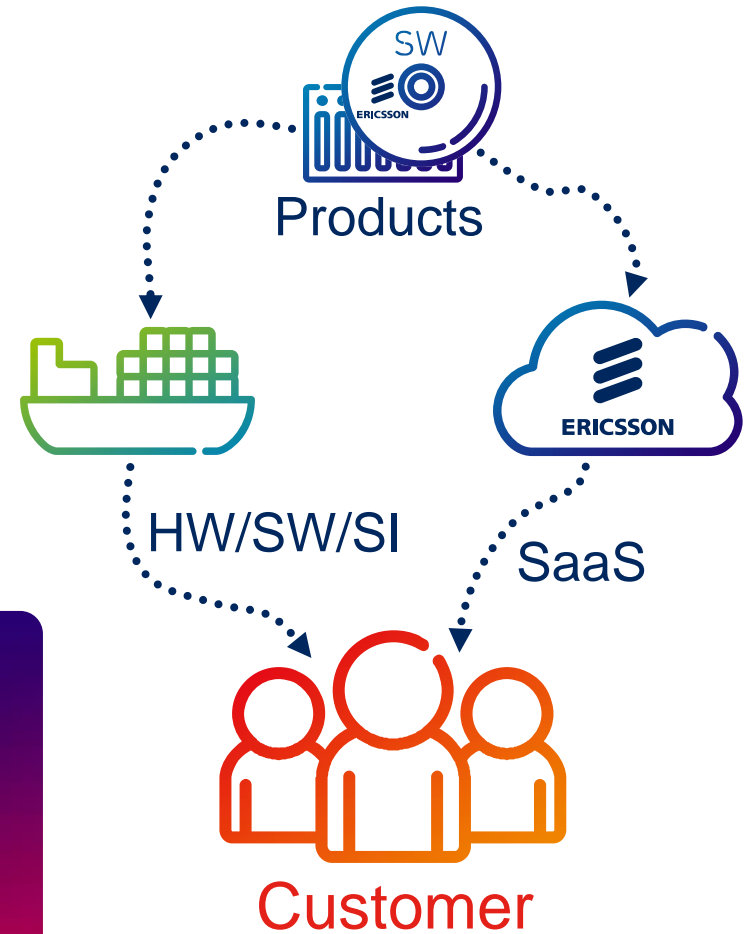 SW
ERICSSON
Products
ERICSSON
HW/SW/SI
SaaS
Customer